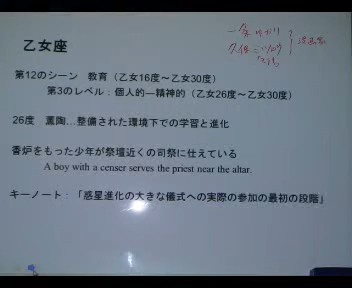 乙女座
第12のシーン 教育（乙女16度～乙女30度）
第3のレベル：個人的―精神的（乙女26度～乙女30度）
26度 薫陶…整備された環境下での学習と進化
香炉をもった少年が祭壇近くの司祭に仕えている
A boy with a censer serves the priest near the altar.
キーノート：「惑星進化の大きな儀式への実際の参加の最初の段階」